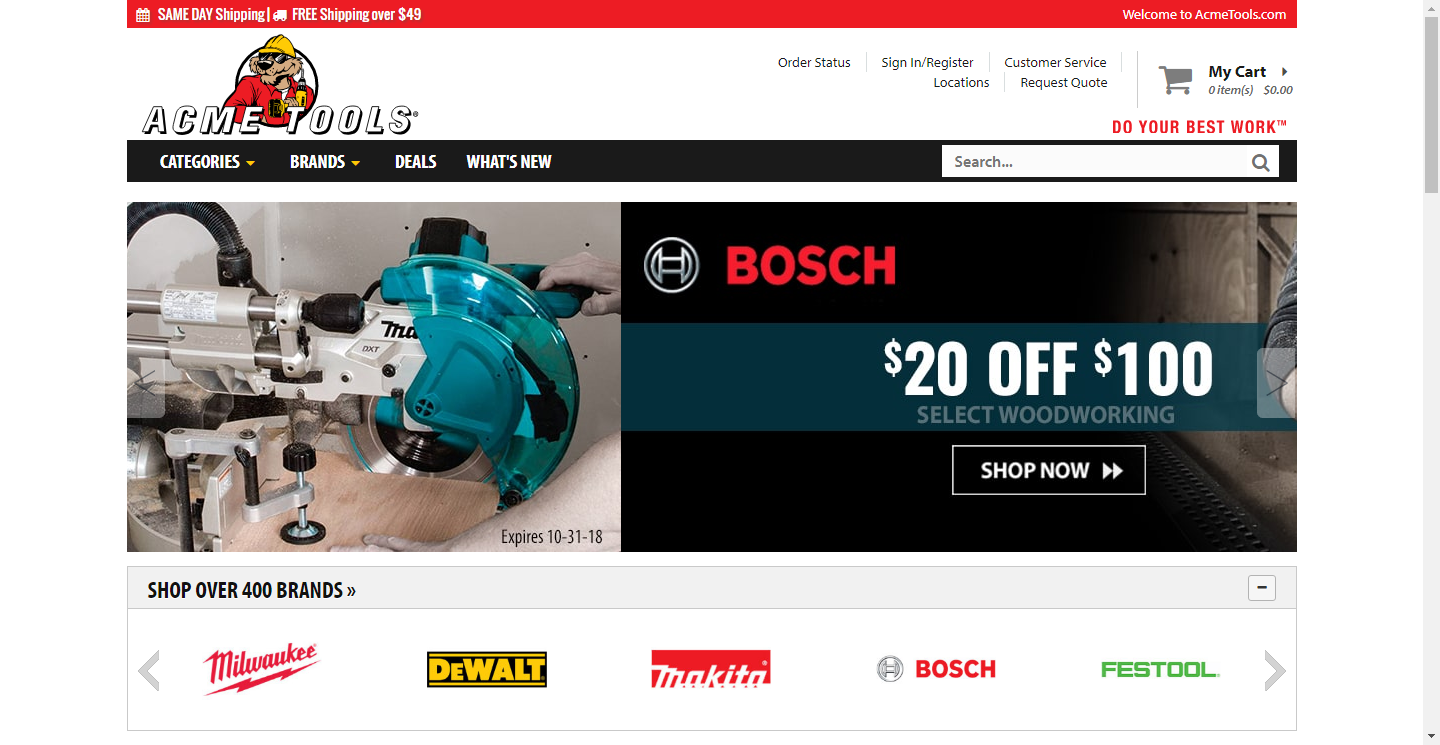 SAME DAY Shipping | FREE Shipping over $49
Welcome to AcmeTools.com
ACME TOOLS®
Order Status
Sign In/Register
Customer Service
Locations
Request Quote
My Cart
0 item(s) $0.00
DO YOUR BEST WORK™
CATEGORIES
BRANDS
DEALS
WHAT'S NEW
Search...
DXT
BOSCH
$20 OFF $100
SELECT WOODWORKING
SHOP NOW
Expires 10-31-18
SHOP OVER 400 BRANDS »
Milwaukee
DEWALT
makita®
BOSCH
FESTOOL